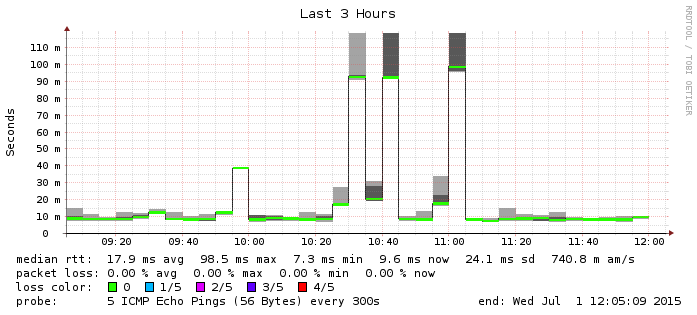 Last 3 Hours
RRDTOOL / TOBI OETIKER
Seconds
110 m
100 m
90 m
80 m
70 m
60 m
50 m
40 m
30 m
20 m
10 m
0
09:20 09:40 10:00 10:20 10:40 11:00 11:20 11:40 12:00
median rtt: 17.9 ms avg 98.5 ms max 7.3 ms min 9.6 ms now 24.1 ms sd 740.8 m am/s
packet loss: 0.00 % avg 0.00 % max 0.00 % min 0.00 % now
loss color: 0 1/5 2/5 3/5 4/5
probe: 5 ICMP Echo Pings (56 Bytes) every 300s end: Wed Jul 1 12:05:09 2015